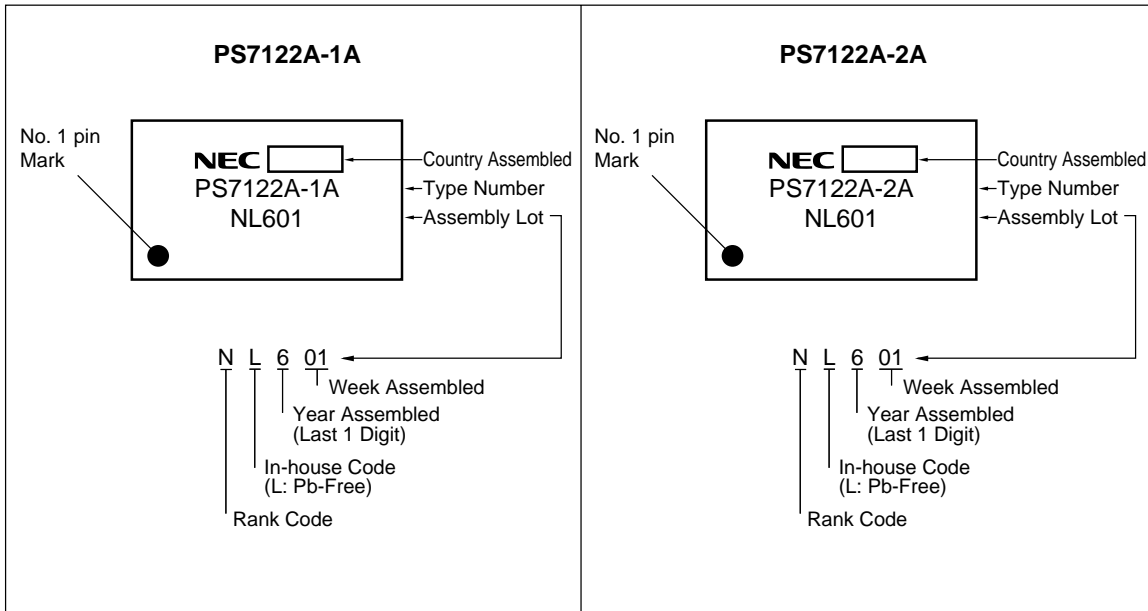 PS7122A-1A
No. 1 pin
Mark
NEC
Country Assembled
PS7122A-1A
Type Number
NL601
Assembly Lot
N L 6 01
Week Assembled
Year Assembled
(Last 1 Digit)
In-house Code
(L: Pb-Free)
Rank Code
PS7122A-2A
No. 1 pin
Mark
NEC
Country Assembled
PS7122A-2A
Type Number
NL601
Assembly Lot
N L 6 01
Week Assembled
Year Assembled
(Last 1 Digit)
In-house Code
(L: Pb-Free)
Rank Code